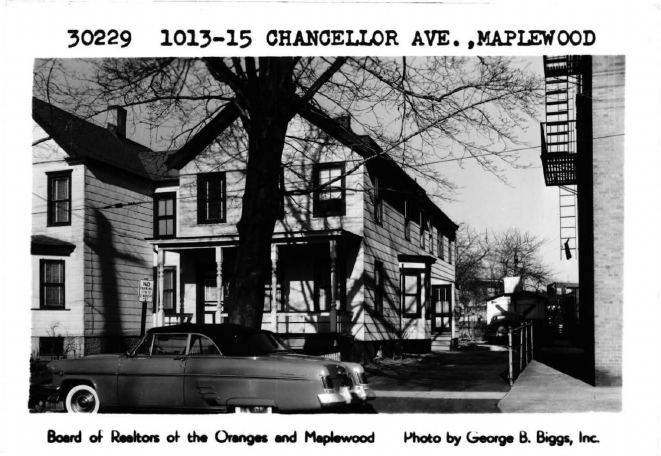 30229 1013-15 CHANCELLOR AVE.,MAPLEWOOD
NO
PARKING
Board of Realtors of the Oranges and Maplewood Photo by George B. Biggs, Inc.